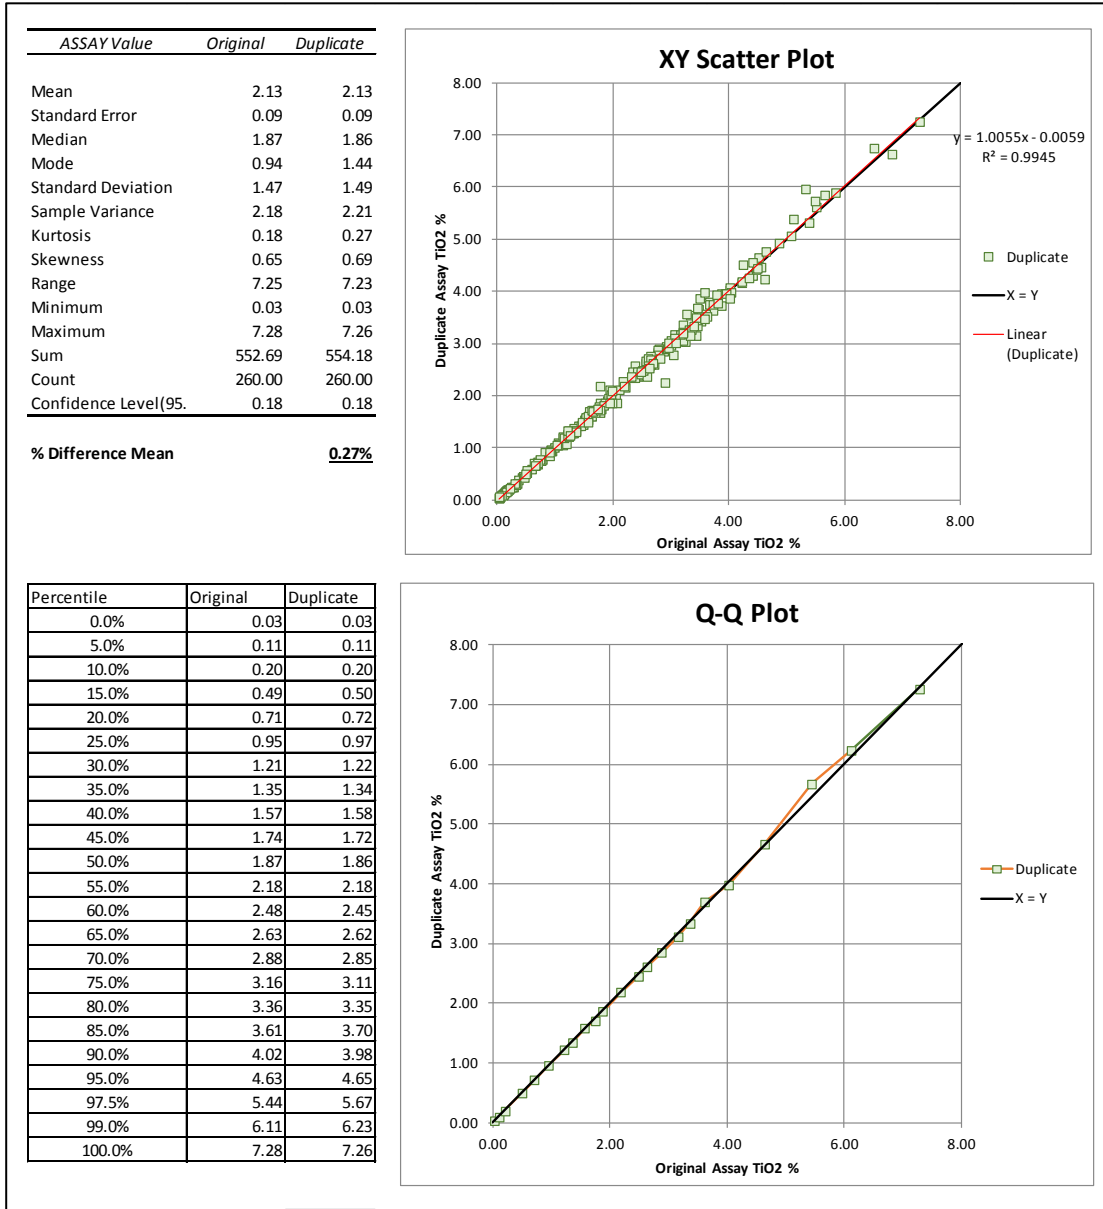 ASSAY Value Original Duplicate
Mean 2.13 2.13
Standard Error 0.09 0.09
Median 1.87 1.86
Mode 0.94 1.44
Standard Deviation 1.47 1.49
Sample Variance 2.18 2.21
Kurtosis 0.18 0.27
Skewness 0.65 0.69
Range 7.25 7.23
Minimum 0.03 0.03
Maximum 7.28 7.26
Sum 552.69 554.18
Count 260.00 260.00
Confidence Level(95. 0.18 0.18
% Difference Mean 0.27%
XY Scatter Plot
8.00
7.00
6.00
5.00
4.00
3.00
2.00
1.00
0.00
0.00 2.00 4.00 6.00 8.00
Duplicate Assay TiO2 %
Original Assay TiO2 %
y = 1.0055x - 0.0059
R² = 0.9945
Duplicate
X = Y
Linear
(Duplicate)
Percentile Original Duplicate
0.0% 0.03 0.03
5.0% 0.11 0.11
10.0% 0.20 0.20
15.0% 0.49 0.50
20.0% 0.71 0.72
25.0% 0.95 0.97
30.0% 1.21 1.22
35.0% 1.35 1.34
40.0% 1.57 1.58
45.0% 1.74 1.72
50.0% 1.87 1.86
55.0% 2.18 2.18
60.0% 2.48 2.45
65.0% 2.63 2.62
70.0% 2.88 2.85
75.0% 3.16 3.11
80.0% 3.36 3.35
85.0% 3.61 3.70
90.0% 4.02 3.98
95.0% 4.63 4.65
97.5% 5.44 5.67
99.0% 6.11 6.23
100.0% 7.28 7.26
Q-Q Plot
8.00
7.00
6.00
5.00
4.00
3.00
2.00
1.00
0.00
0.00 2.00 4.00 6.00 8.00
Duplicate Assay TiO2 %
Original Assay TiO2 %
Duplicate
X = Y